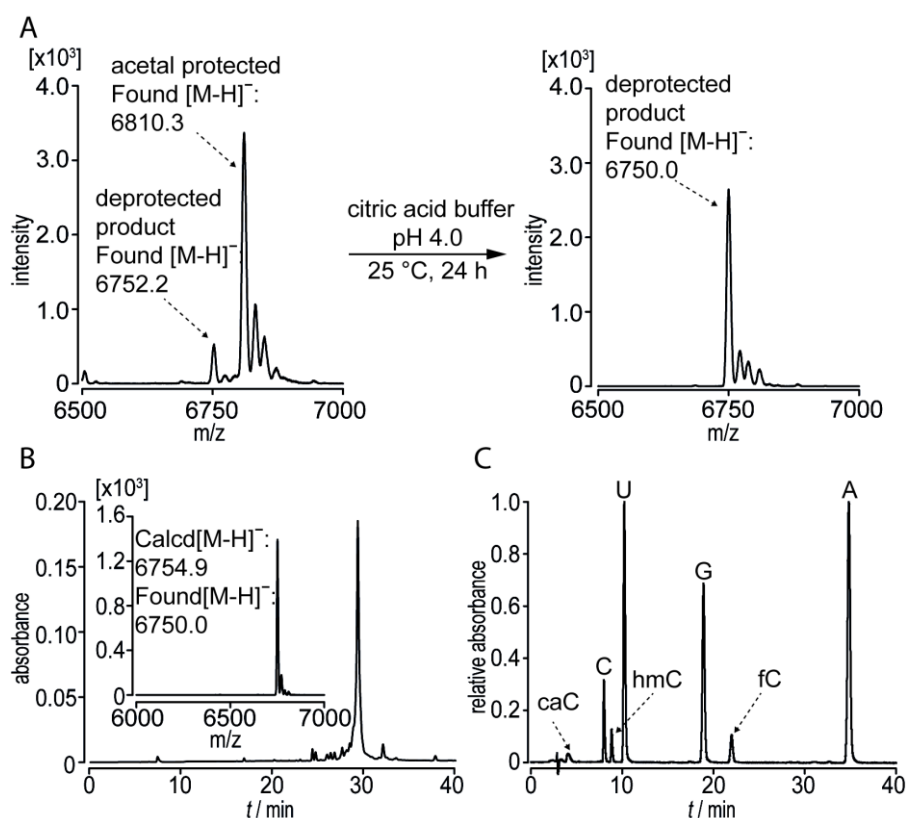 A
[x10³]
4.0
3.0
2.0
1.0
0
intensity
acetal protected
Found [M-H]⁻:
6810.3
deprotected
product
Found [M-H]⁻:
6752.2
6500
6750
7000
m/z
citric acid buffer
pH 4.0
25 °C, 24 h
[x10³]
4.0
3.0
2.0
1.0
0
intensity
deprotected
product
Found [M-H]⁻:
6750.0
6500
6750
7000
m/z
B
0.20
0.15
0.10
0.05
0.00
absorbance
[x10³]
1.6
1.2
0.8
0.4
0
Calcd[M-H]⁻:
6754.9
Found[M-H]⁻:
6750.0
6000
6500
7000
m/z
0
10
20
30
40
t / min
C
1.0
0.8
0.6
0.4
0.2
0.0
relative absorbance
caC
C
hmC
U
G
fC
A
0
10
20
30
40
t / min